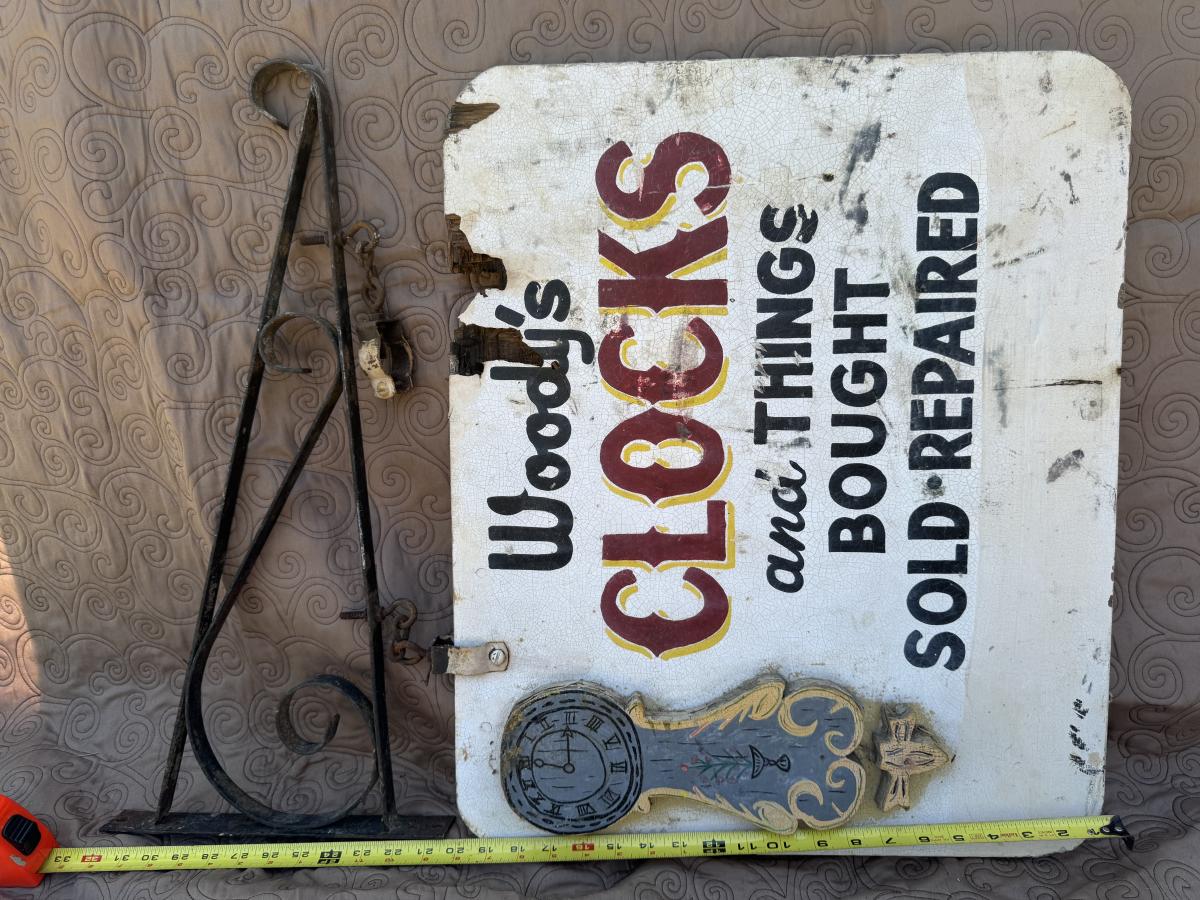 Woody's
CLOCKS
and THINGS
BOUGHT
SOLD • REPAIRED